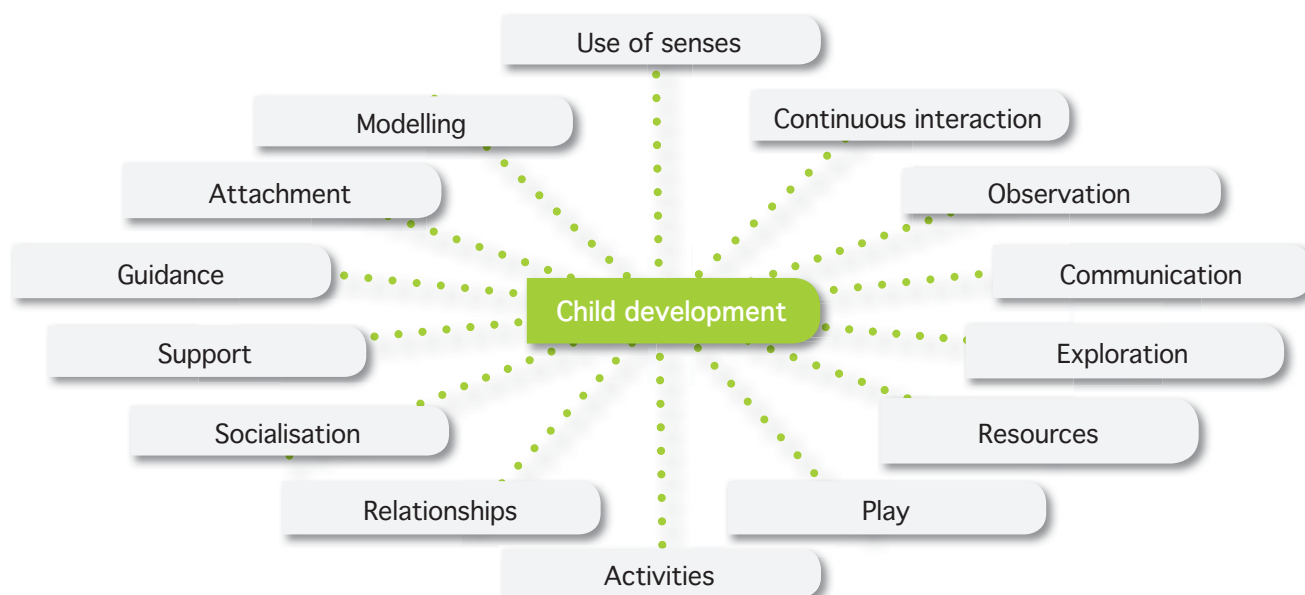 Use of senses
Modelling
Continuous interaction
Attachment
Observation
Guidance
Communication
Child development
Support
Exploration
Socialisation
Resources
Relationships
Play
Activities